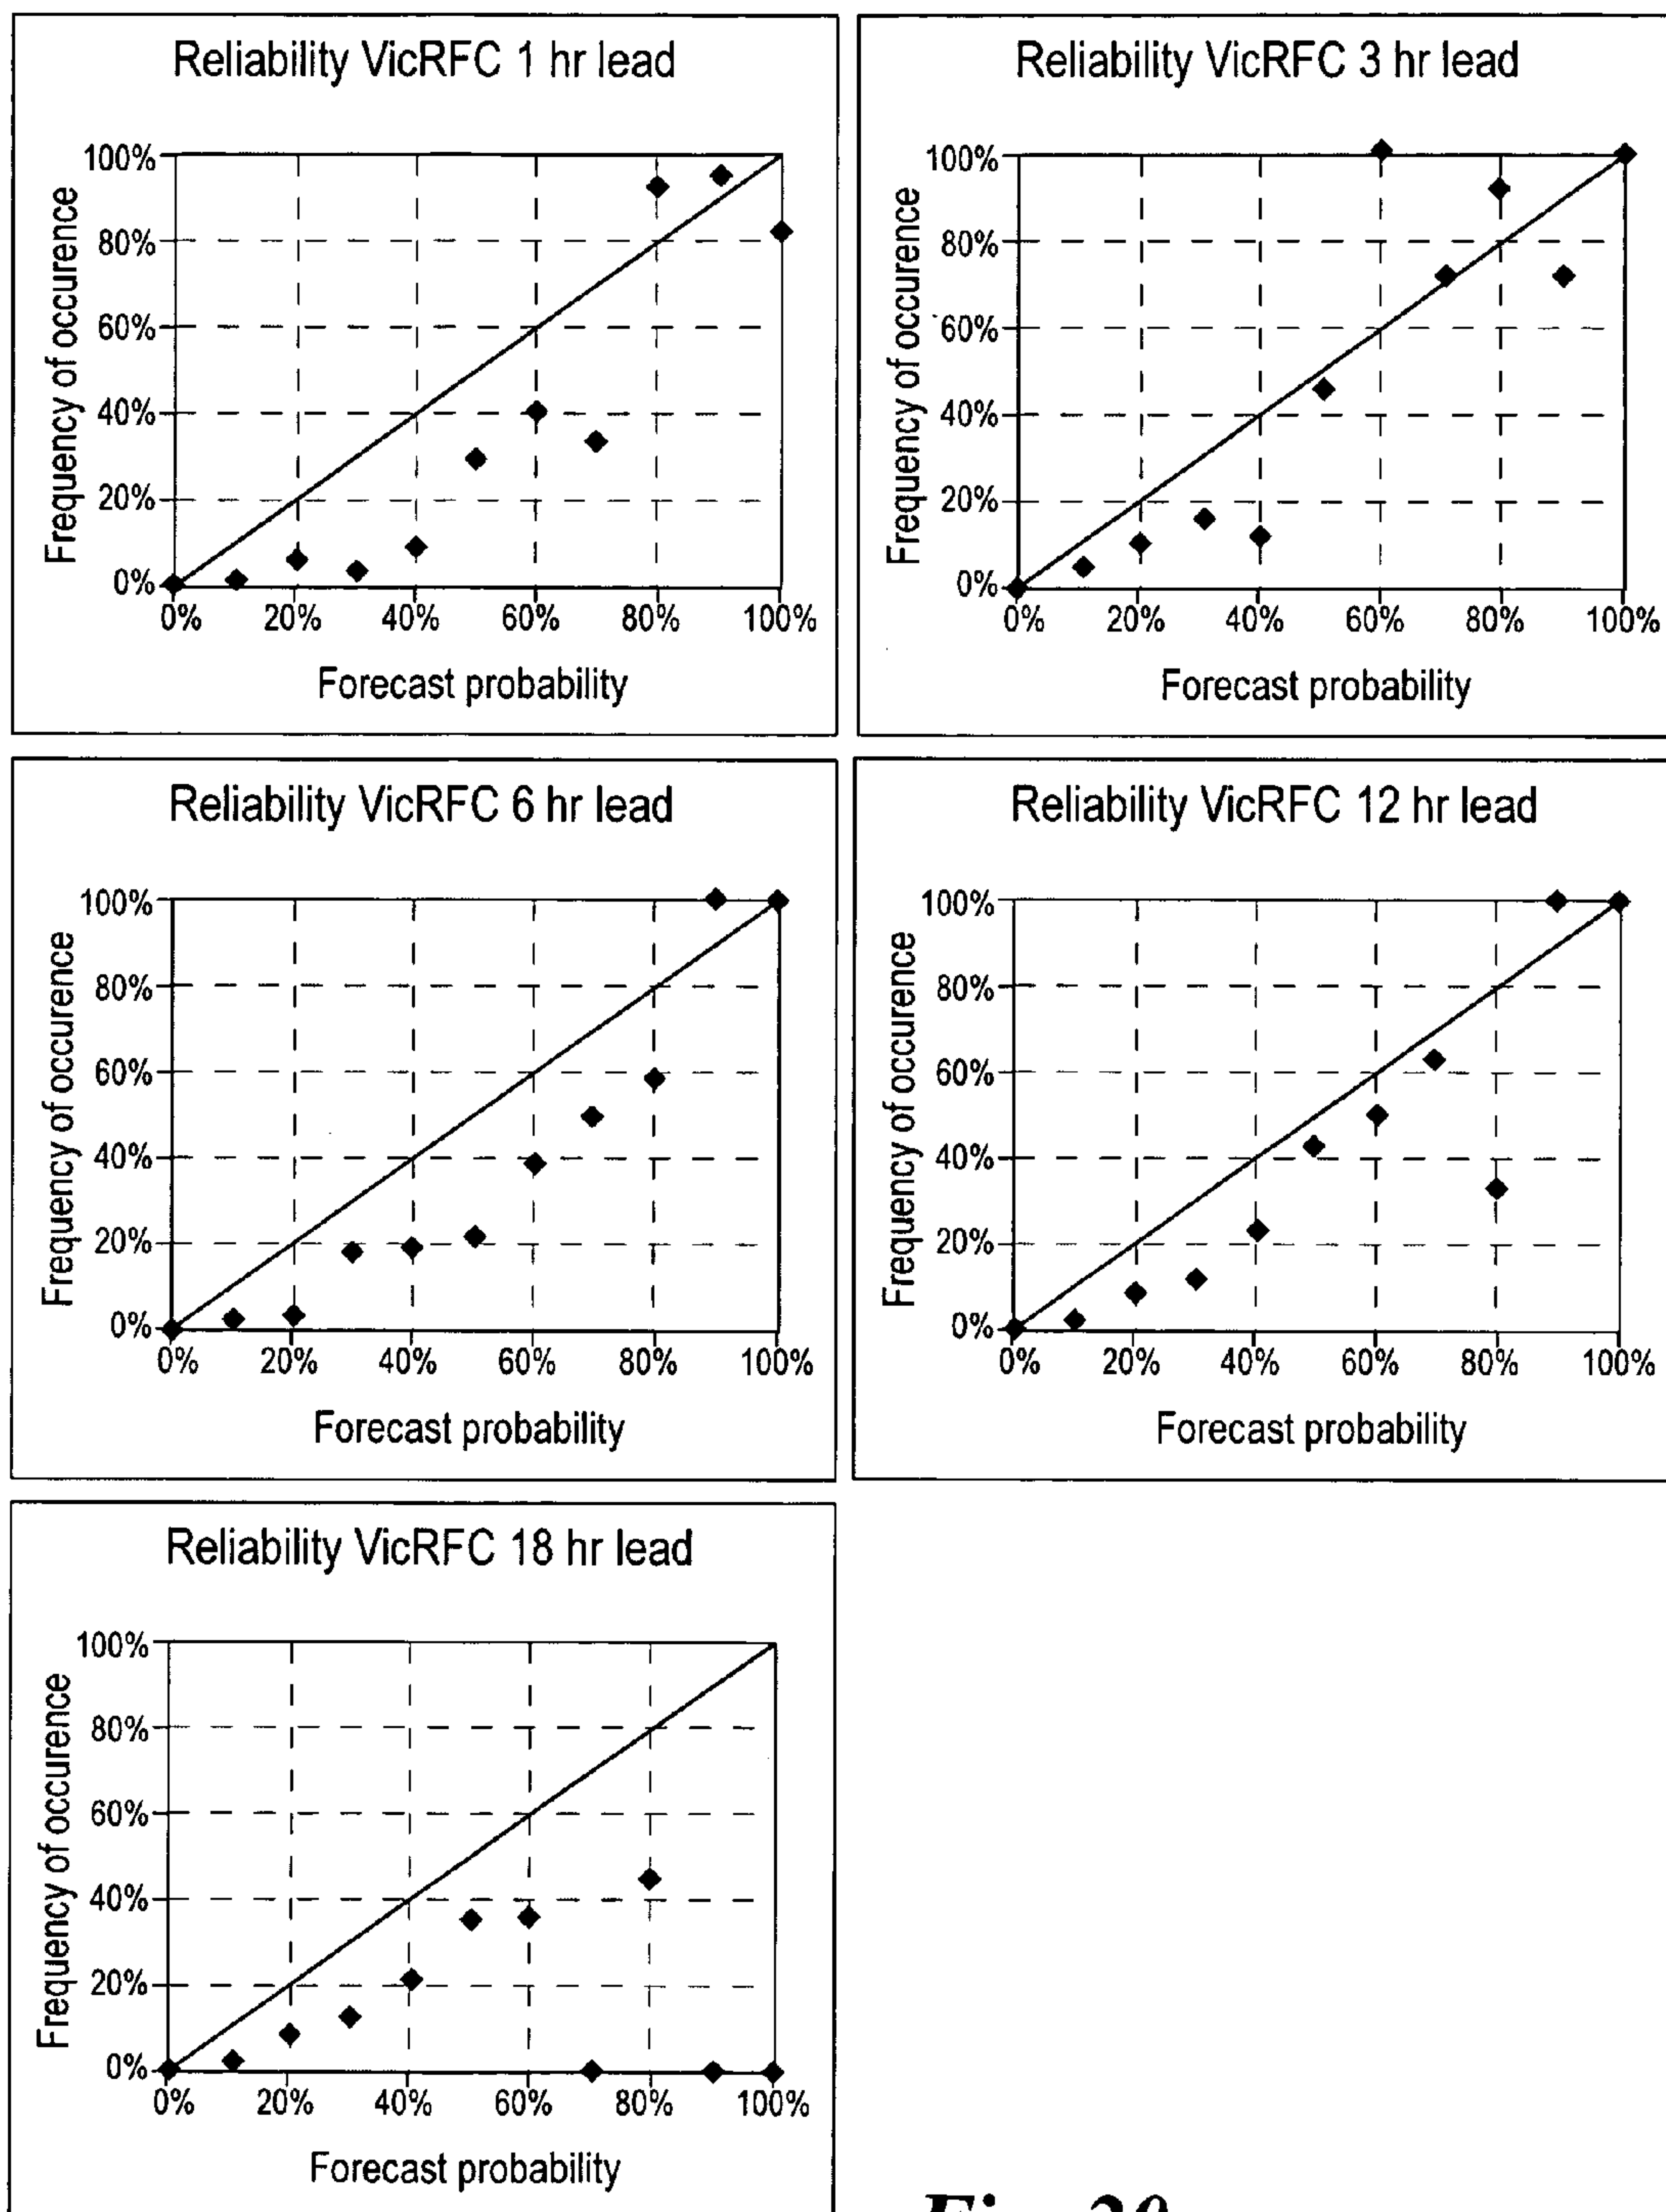 Reliability VicRFC 1 hr lead
Frequency of occurence
100%
80%
60%
40%
20%
0%
0% 20% 40% 60% 80% 100%
Forecast probability
Reliability VicRFC 3 hr lead
Frequency of occurence
100%
80%
60%
40%
20%
0%
0% 20% 40% 60% 80% 100%
Forecast probability
Reliability VicRFC 6 hr lead
Frequency of occurence
100%
80%
60%
40%
20%
0%
0% 20% 40% 60% 80% 100%
Forecast probability
Reliability VicRFC 12 hr lead
Frequency of occurence
100%
80%
60%
40%
20%
0%
0% 20% 40% 60% 80% 100%
Forecast probability
Reliability VicRFC 18 hr lead
Frequency of occurence
100%
80%
60%
40%
20%
0%
0% 20% 40% 60% 80% 100%
Forecast probability